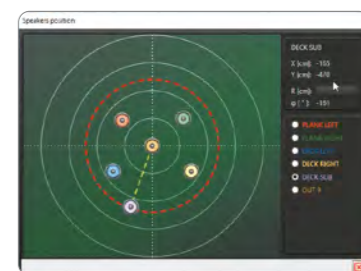 Speakers position
DECK SUB
X [cm]: -155
Y [cm]: -470
R [cm]:
φ [°]: -161
PLANK LEFT
PLANK RIGHT
DECK LEFT
DECK RIGHT
DECK SUB
OUT 6